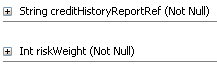 String creditHistoryReportRef (Not Null)
Int riskWeight (Not Null)